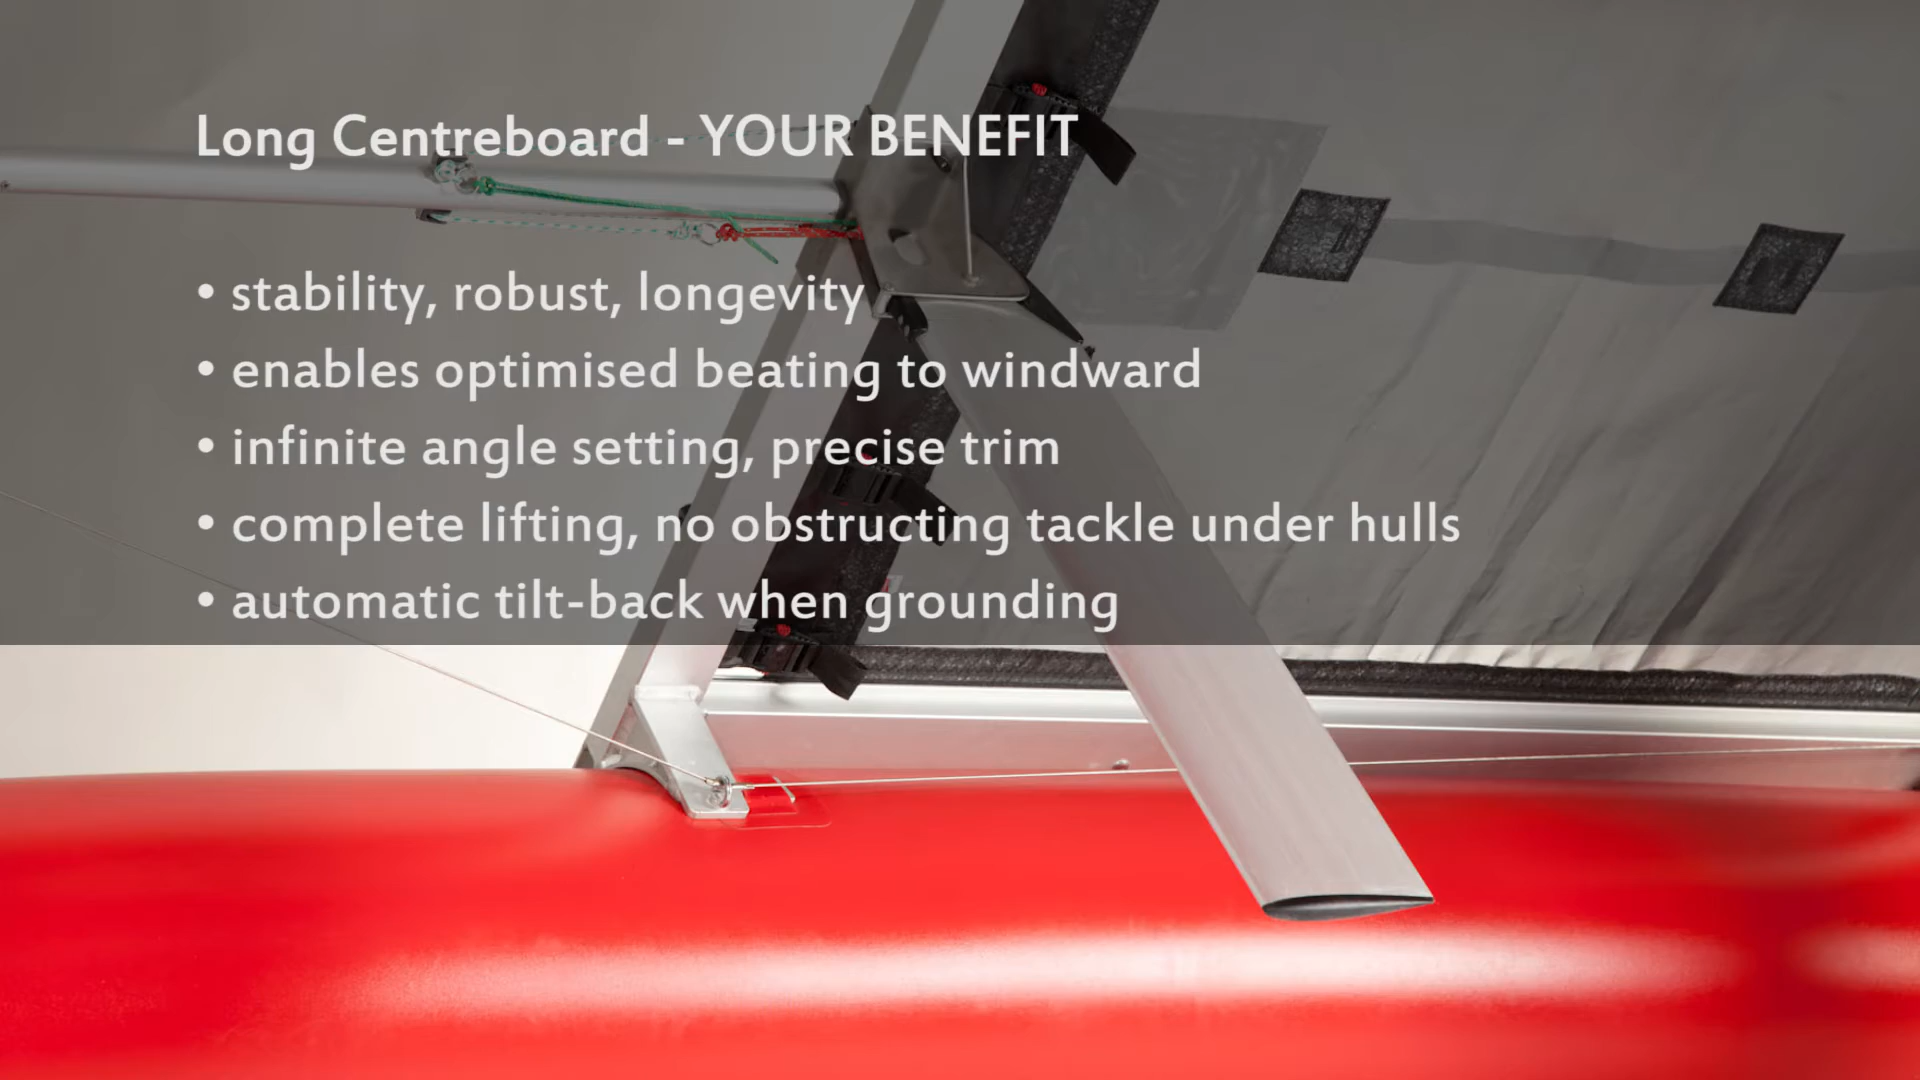 Long Centreboard - YOUR BENEFIT
• stability, robust, longevity
• enables optimised beating to windward
• infinite angle setting, precise trim
• complete lifting, no obstructing tackle under hulls
• automatic tilt-back when grounding